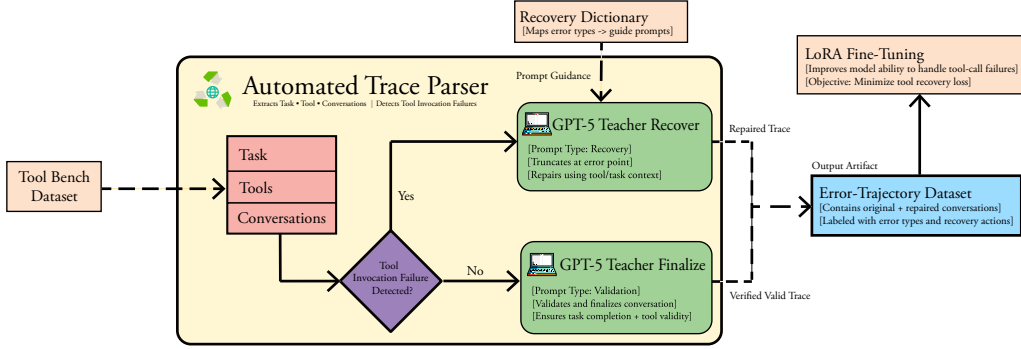 Recovery Dictionary
[Maps error types -> guide prompts]
LoRA Fine-Tuning
[Improves model ability to handle tool-call failures]
[Objective: Minimize tool recovery loss]
Automated Trace Parser
Extracts Task • Tool • Conversations | Detects Tool Invocation Failures
Prompt Guidance
GPT-5 Teacher Recover
[Prompt Type: Recovery]
[Truncates at error point]
[Repairs using tool/task context]
Repaired Trace
Tool Bench
Dataset
Task
Tools
Conversations
Yes
Output Artifact
Error-Trajectory Dataset
[Contains original + repaired conversations]
[Labeled with error types and recovery actions]
Tool
Invocation Failure
Detected?
No
GPT-5 Teacher Finalize
[Prompt Type: Validation]
[Validates and finalizes conversation]
[Ensures task completion + tool validity]
Verified Valid Trace